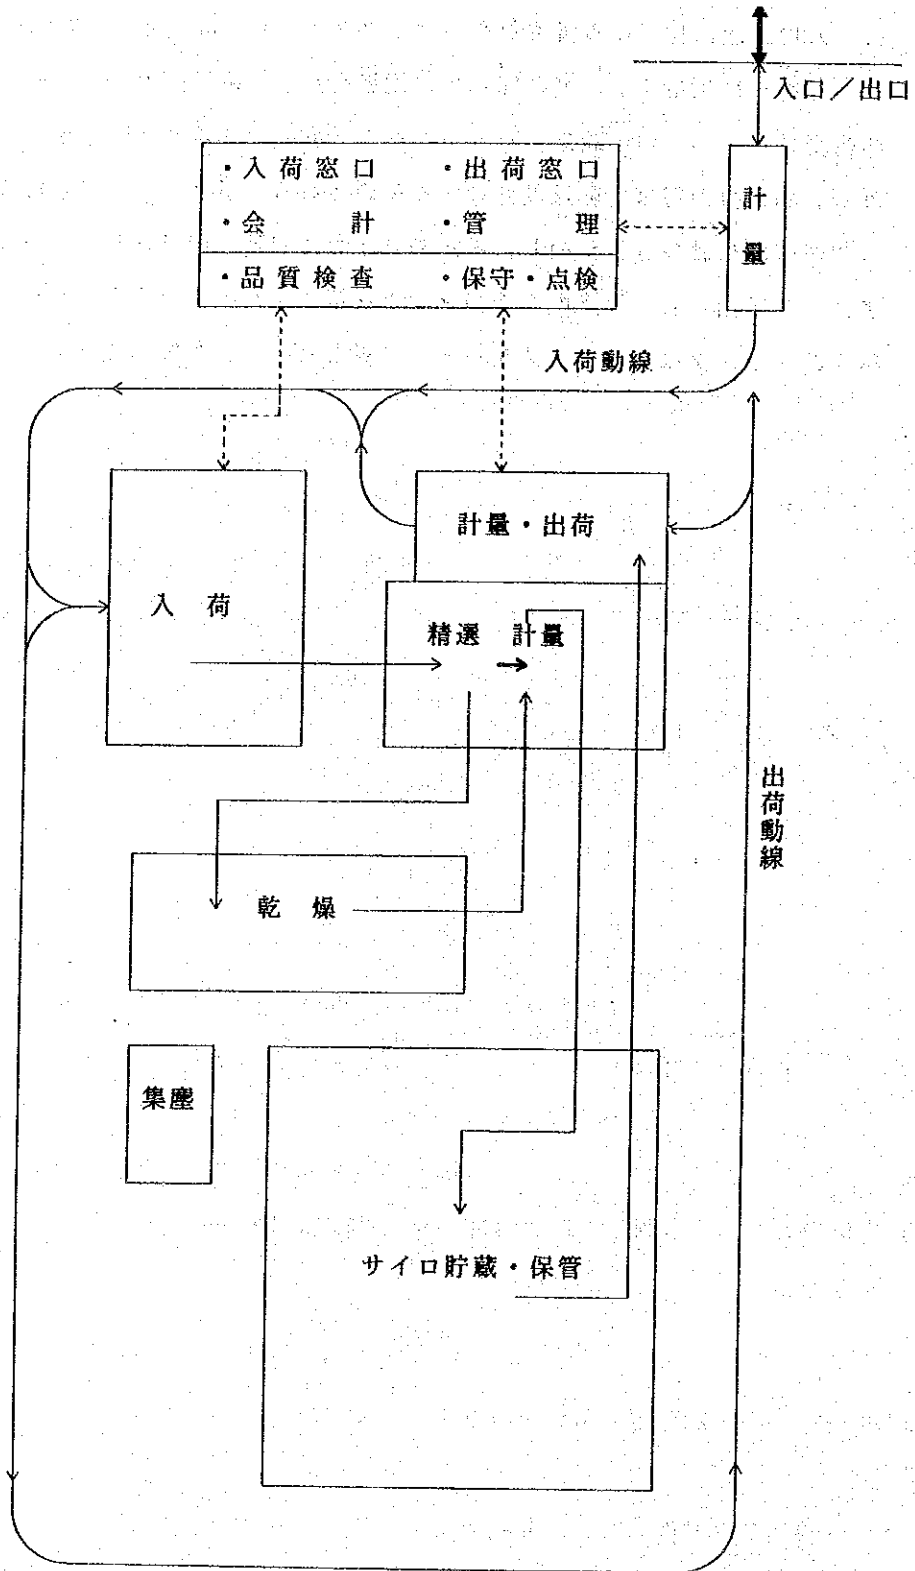 入口／出口
・入荷窓口 ・出荷窓口
・会計 ・管理
・品質検査 ・保守・点検
計量
入荷動線
計量・出荷
入荷
精選 計量
出荷動線
乾燥
集塵
サイロ貯蔵・保管